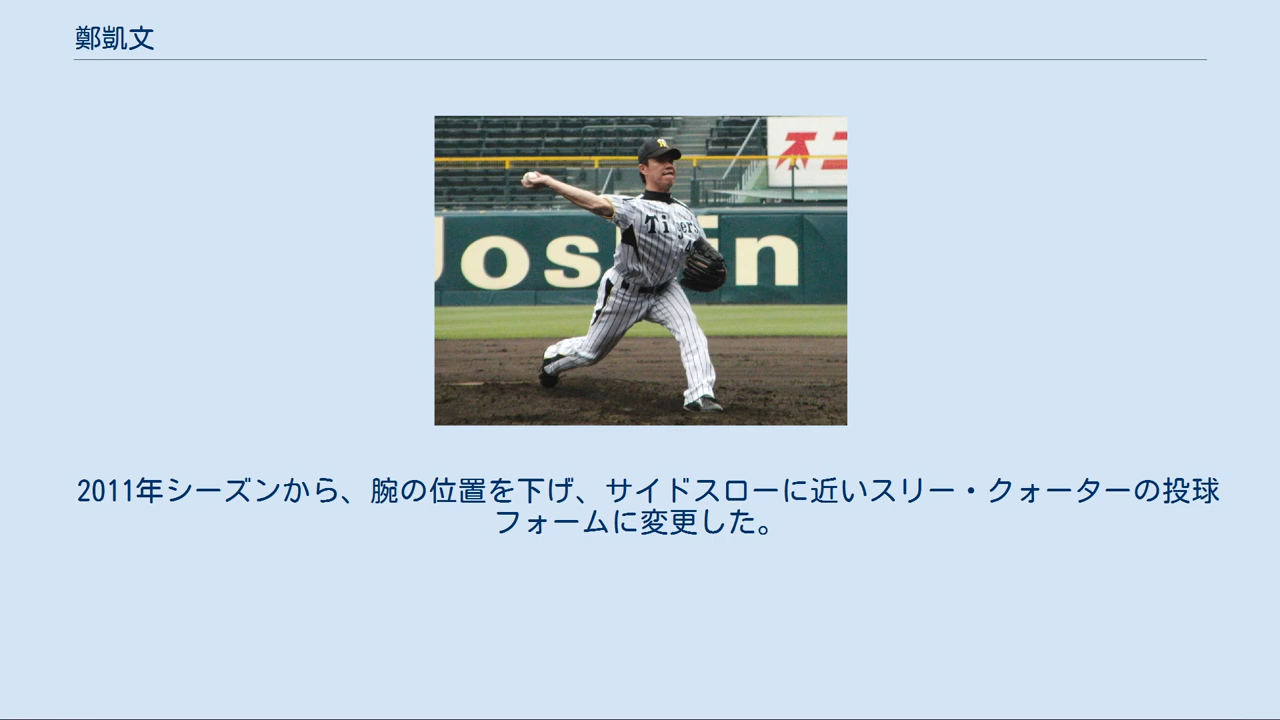 鄭凱文
Joshin
Tigers
2011年シーズンから、腕の位置を下げ、サイドスローに近いスリー・クォーターの投球
フォームに変更した。